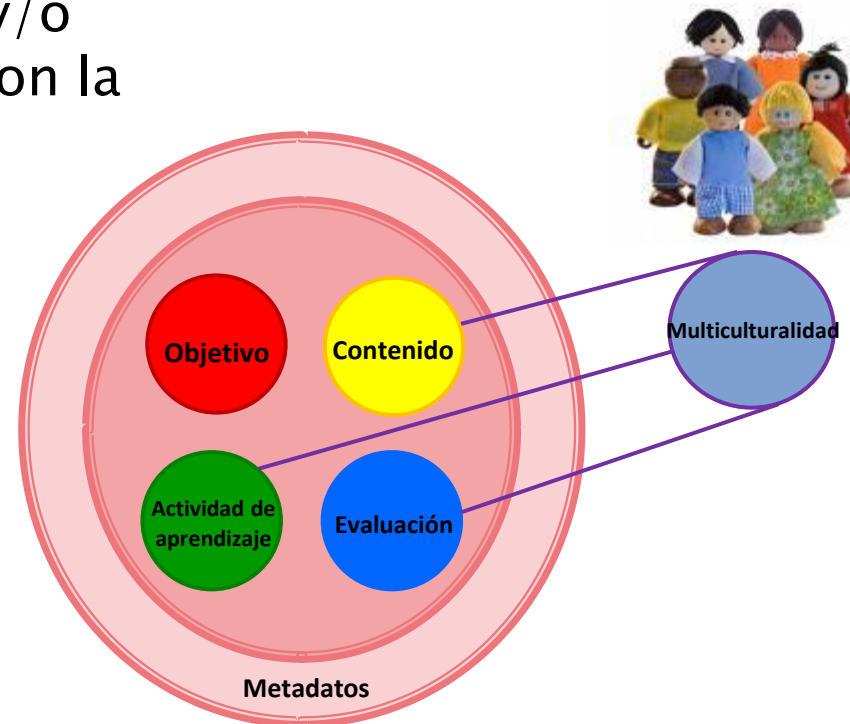 y/o
on la
Multiculturalidad
Objetivo
Contenido
Actividad de
aprendizaje
Evaluación
Metadatos